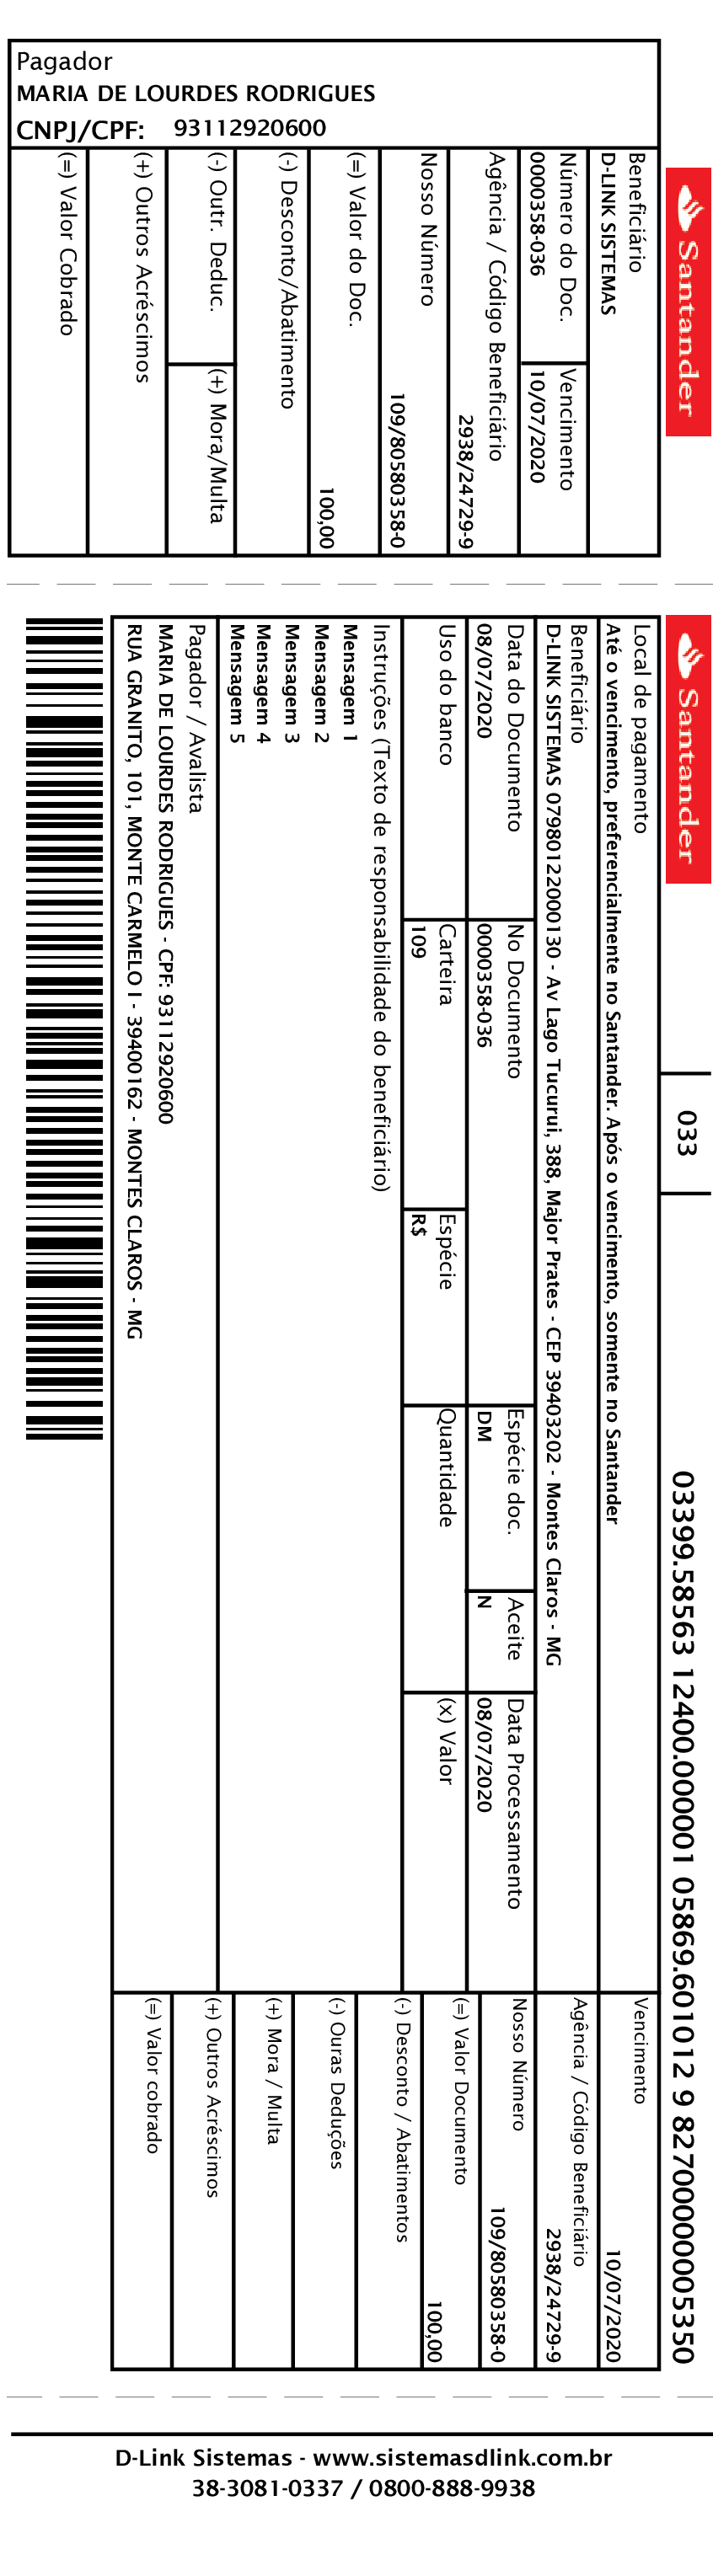 Pagador
MARIA DE LOURDES RODRIGUES
CNPJ/CPF: 93112920600
Santander
Beneficiário
D-LINK SISTEMAS
Número do Doc.
0000358-036
Vencimento
10/07/2020
Agência / Código Beneficiário
2938/24729-9
Nosso Número
109/80580358-0
(=) Valor do Doc.
100,00
(-) Desconto/Abatimento
(-) Outr. Deduc.
(+) Mora/Multa
(+) Outros Acréscimos
(=) Valor Cobrado
Santander
033
03399.58563 12400.000001 05869.601012 9 82700000005350
Local de pagamento
Até o vencimento, preferencialmente no Santander. Após o vencimento, somente no Santander
Vencimento
10/07/2020
Beneficiário
D-LINK SISTEMAS 07980122000130 - Av Lago Tucurui, 388, Major Prates - CEP 39403202 - Montes Claros - MG
Agência / Código Beneficiário
2938/24729-9
Data do Documento
08/07/2020
No Documento
0000358-036
Espécie doc.
DM
Aceite
N
Data Processamento
08/07/2020
Nosso Número
109/80580358-0
Uso do banco
Carteira
109
Espécie
R$
Quantidade
(x) Valor
(=) Valor Documento
100,00
Instruções (Texto de responsabilidade do beneficiário)
Mensagem 1
Mensagem 2
Mensagem 3
Mensagem 4
Mensagem 5
(-) Desconto / Abatimentos
(-) Ouras Deduções
(+) Mora / Multa
(+) Outros Acréscimos
(=) Valor cobrado
Pagador / Avalista
MARIA DE LOURDES RODRIGUES - CPF: 93112920600
RUA GRANITO, 101, MONTE CARMELO I - 39400162 - MONTES CLAROS - MG
D-Link Sistemas - www.sistemasdlink.com.br
38-3081-0337 / 0800-888-9938